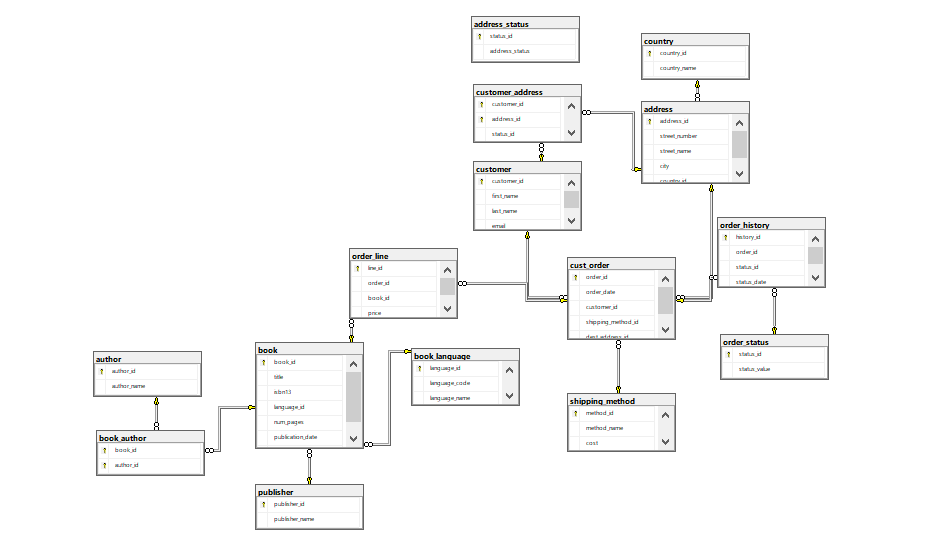 address_status
status_id
address_status
country
country_id
country_name
customer_address
customer_id
address_id
status_id
address
address_id
street_number
street_name
city
country_id
customer
customer_id
first_name
last_name
email
order_history
history_id
order_id
status_id
status_date
order_line
line_id
order_id
book_id
price
cust_order
order_id
order_date
customer_id
shipping_method_id
dest_address_id
order_status
status_id
status_value
book
book_id
title
isbn13
language_id
num_pages
publication_date
book_language
language_id
language_code
language_name
author
author_id
author_name
shipping_method
method_id
method_name
cost
book_author
book_id
author_id
publisher
publisher_id
publisher_name